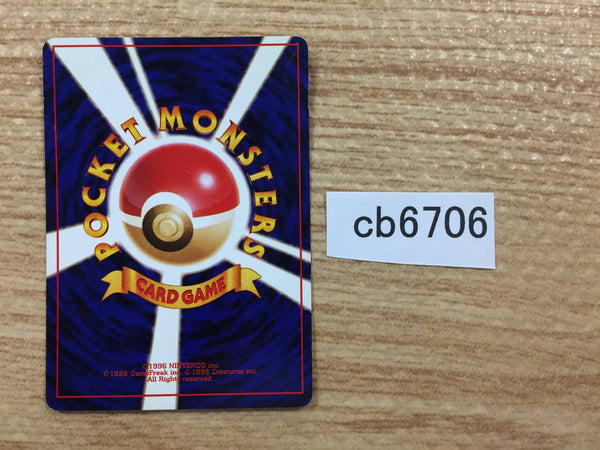 POCKET MONSTERS
CARD GAME
©1996 NINTENDO inc.
©1996 GameFreak inc. ©1996 Creatures inc.
All Rights reserved.
cb6706